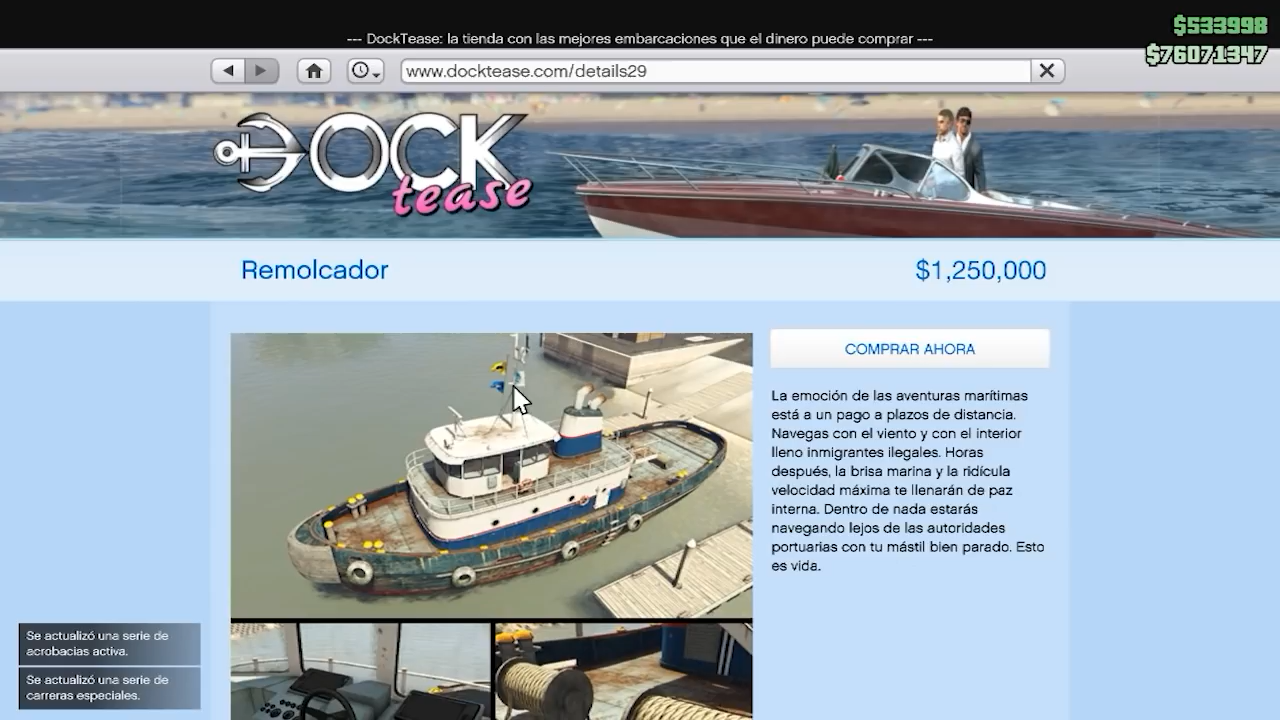 --- DockTease: la tienda con las mejores embarcaciones que el dinero puede comprar ---
$533998
$76071347
www.docktease.com/details29
DOCK
tease
Remolcador
$1,250,000
COMPRAR AHORA
La emoción de las aventuras marítimas
está a un pago a plazos de distancia.
Navegas con el viento y con el interior
lleno inmigrantes ilegales. Horas
después, la brisa marina y la ridícula
velocidad máxima te llenarán de paz
interna. Dentro de nada estarás
navegando lejos de las autoridades
portuarias con tu mástil bien parado. Esto
es vida.
Se actualizó una serie de
acrobacias activa.
Se actualizó una serie de
carreras especiales.